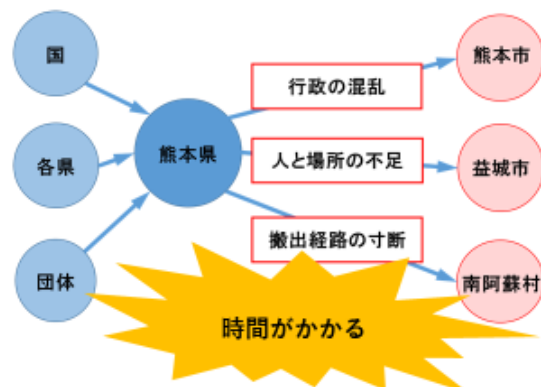 国
熊本市
行政の混乱
各県
熊本県
人と場所の不足
益城市
搬出経路の寸断
団体
南阿蘇村
時間がかかる